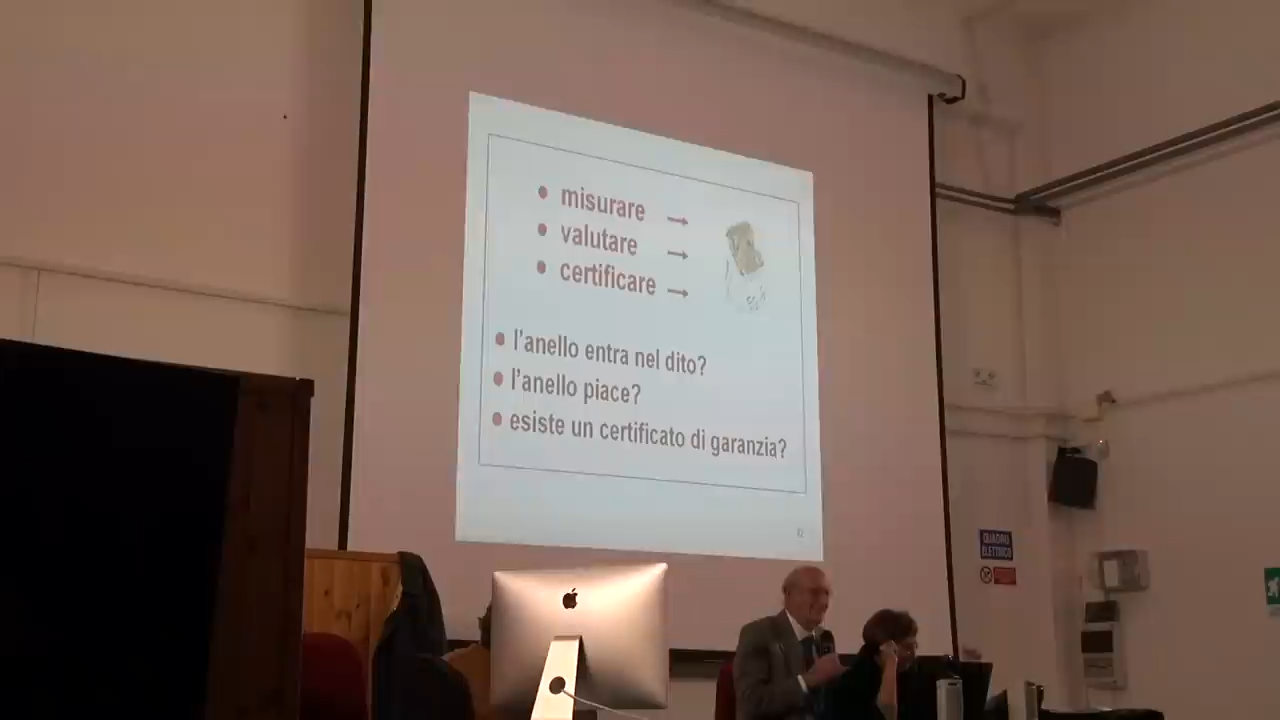 • misurare →
• valutare →
• certificare →
• l'anello entra nel dito?
• l'anello piace?
• esiste un certificato di garanzia?
QUADRO
ELETTRICO